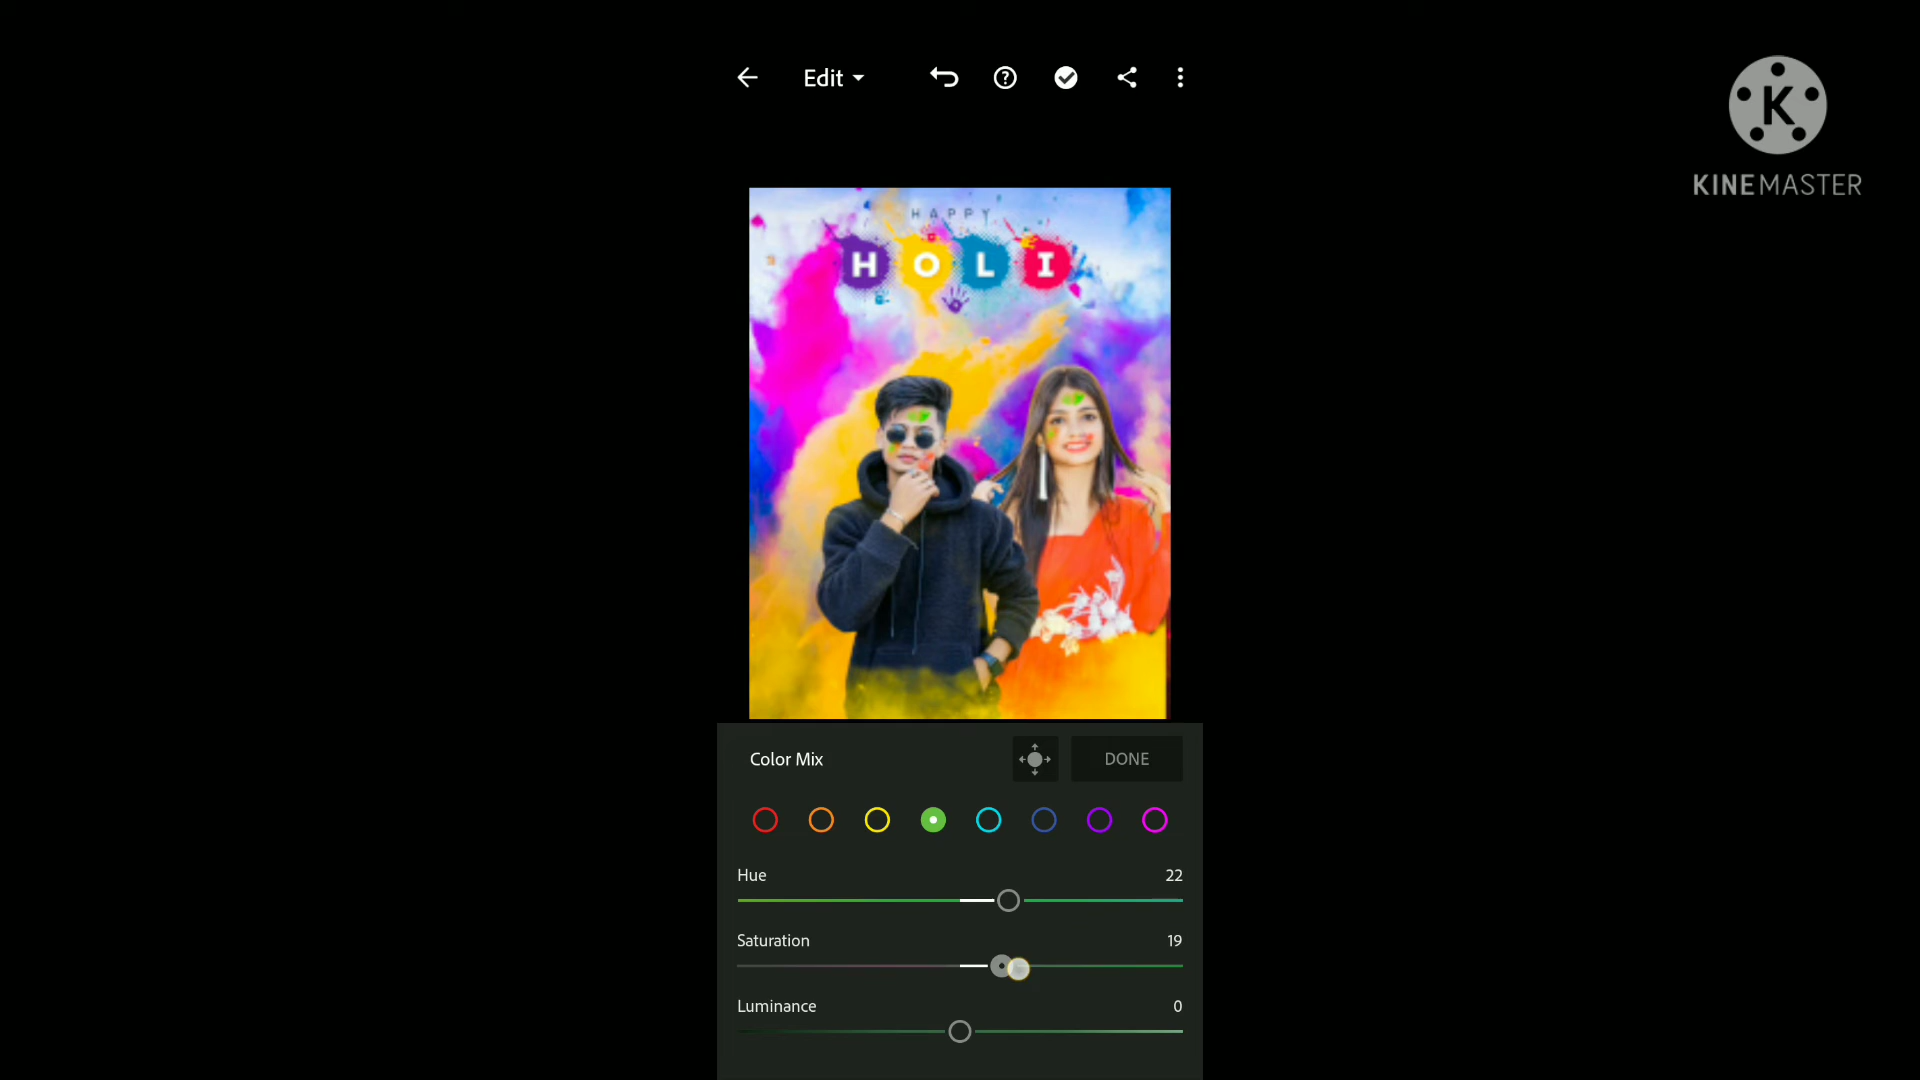 Edit
KINEMASTER
HAPPY
HOLI
Color Mix
DONE
Hue
22
Saturation
19
Luminance
0